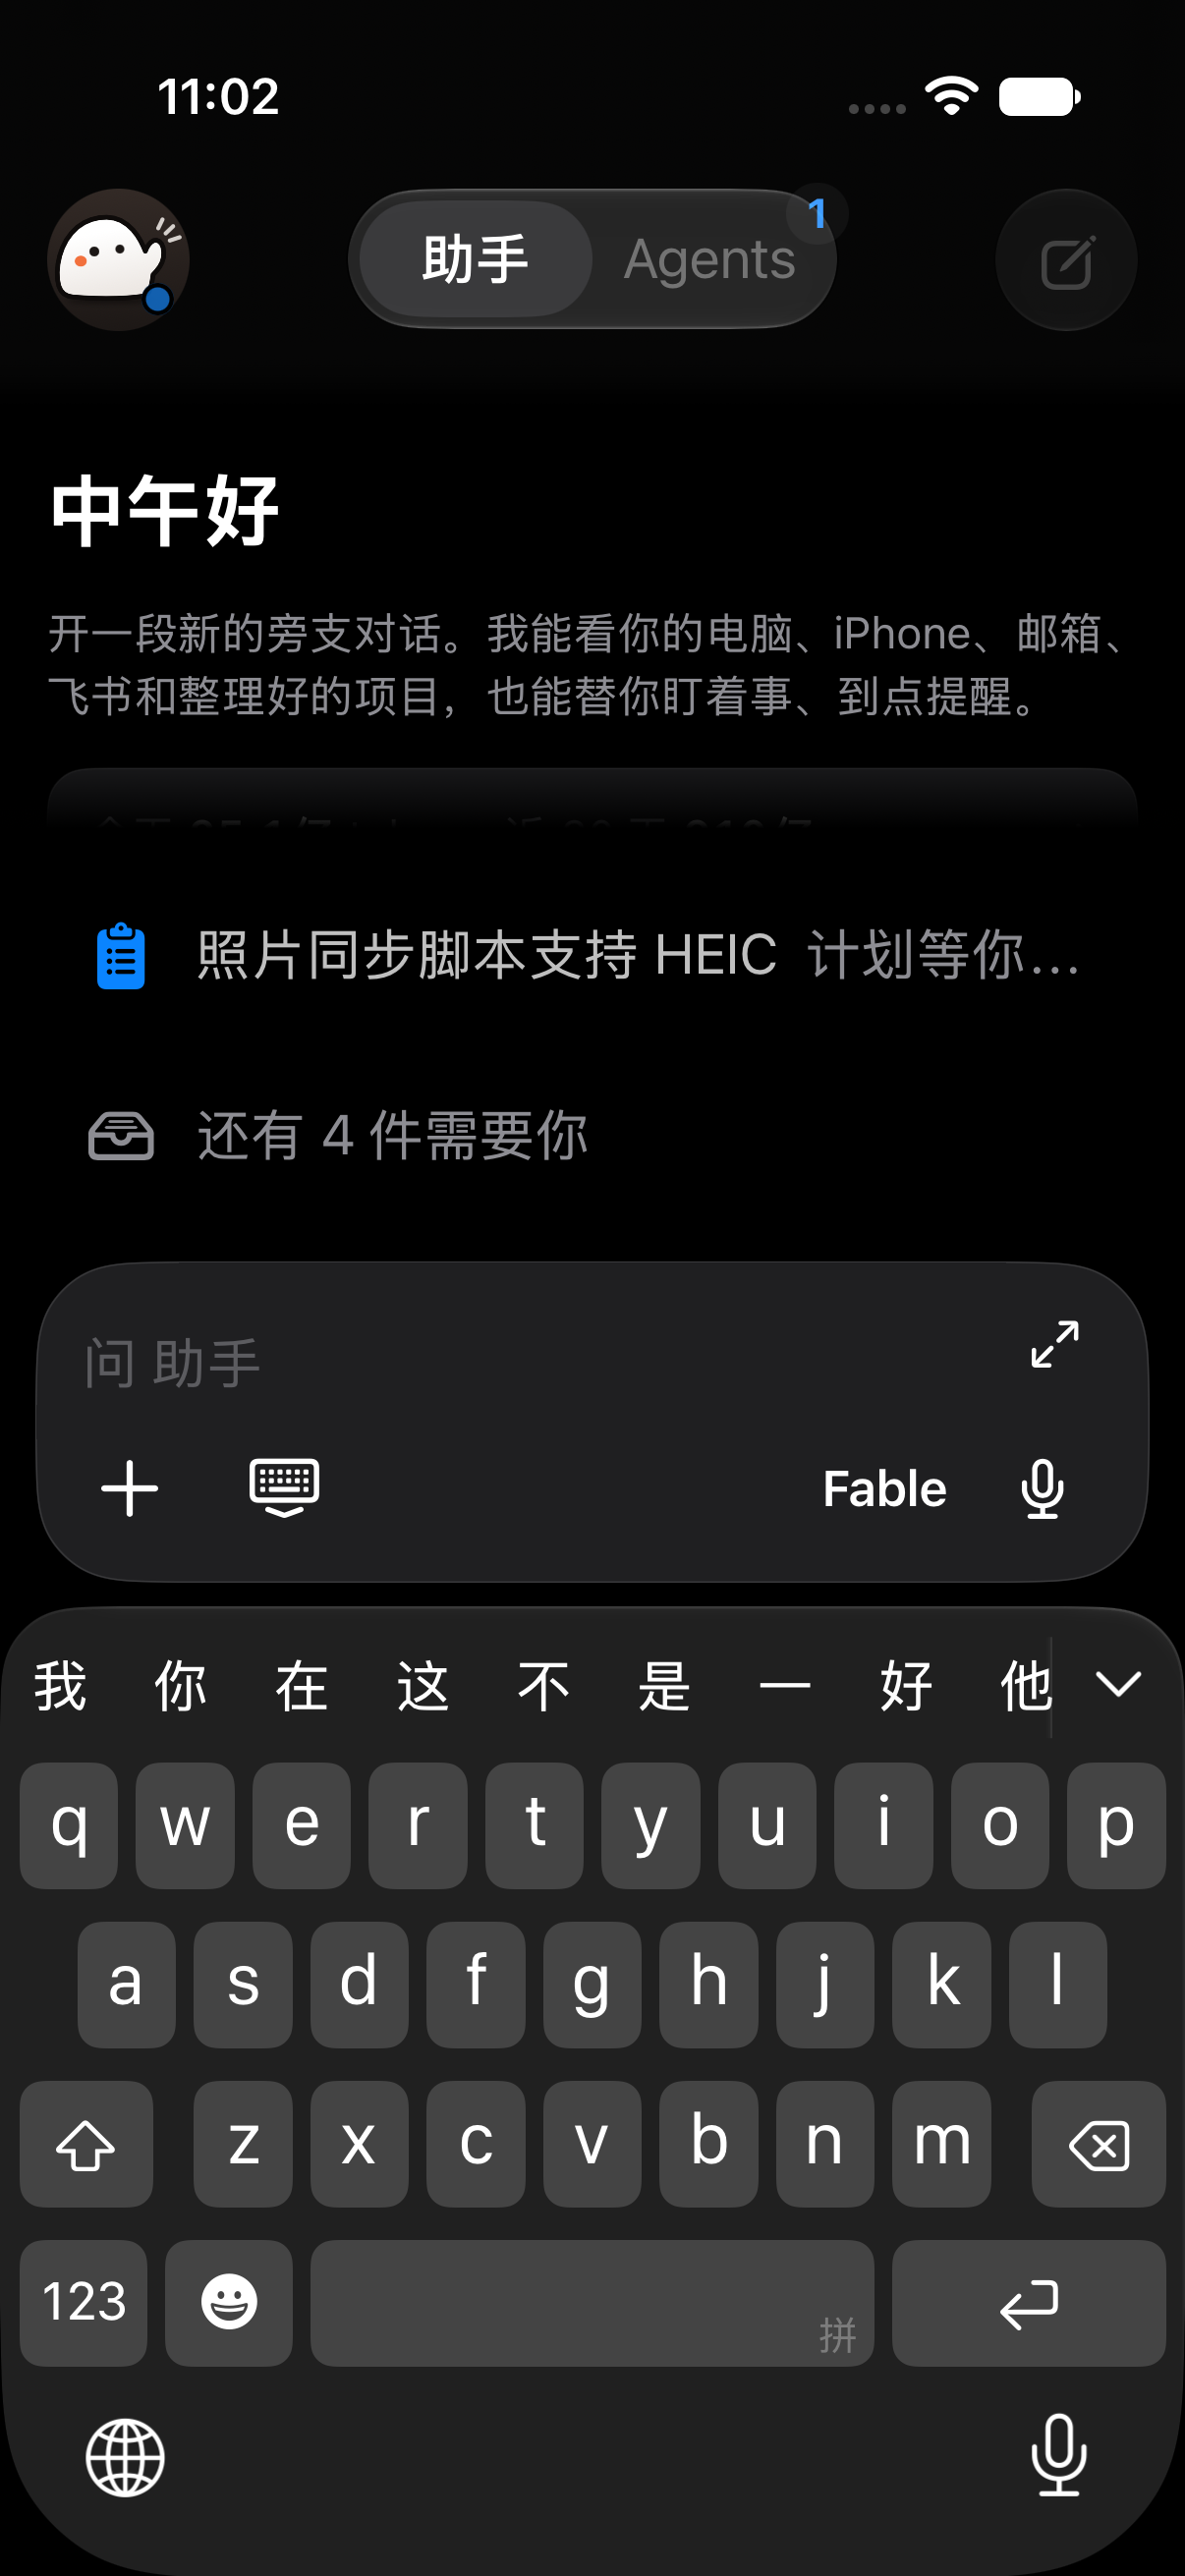 11:02
助手
Agents
1
中午好
开一段新的旁支对话。我能看你的电脑、iPhone、邮箱、
飞书和整理好的项目，也能替你盯着事、到点提醒。
照片同步脚本支持 HEIC 计划等你…
还有 4 件需要你
问 助手
Fable
我 你 在 这 不 是 一 好 他
q w e r t y u i o p
a s d f g h j k l
z x c v b n m
123
拼